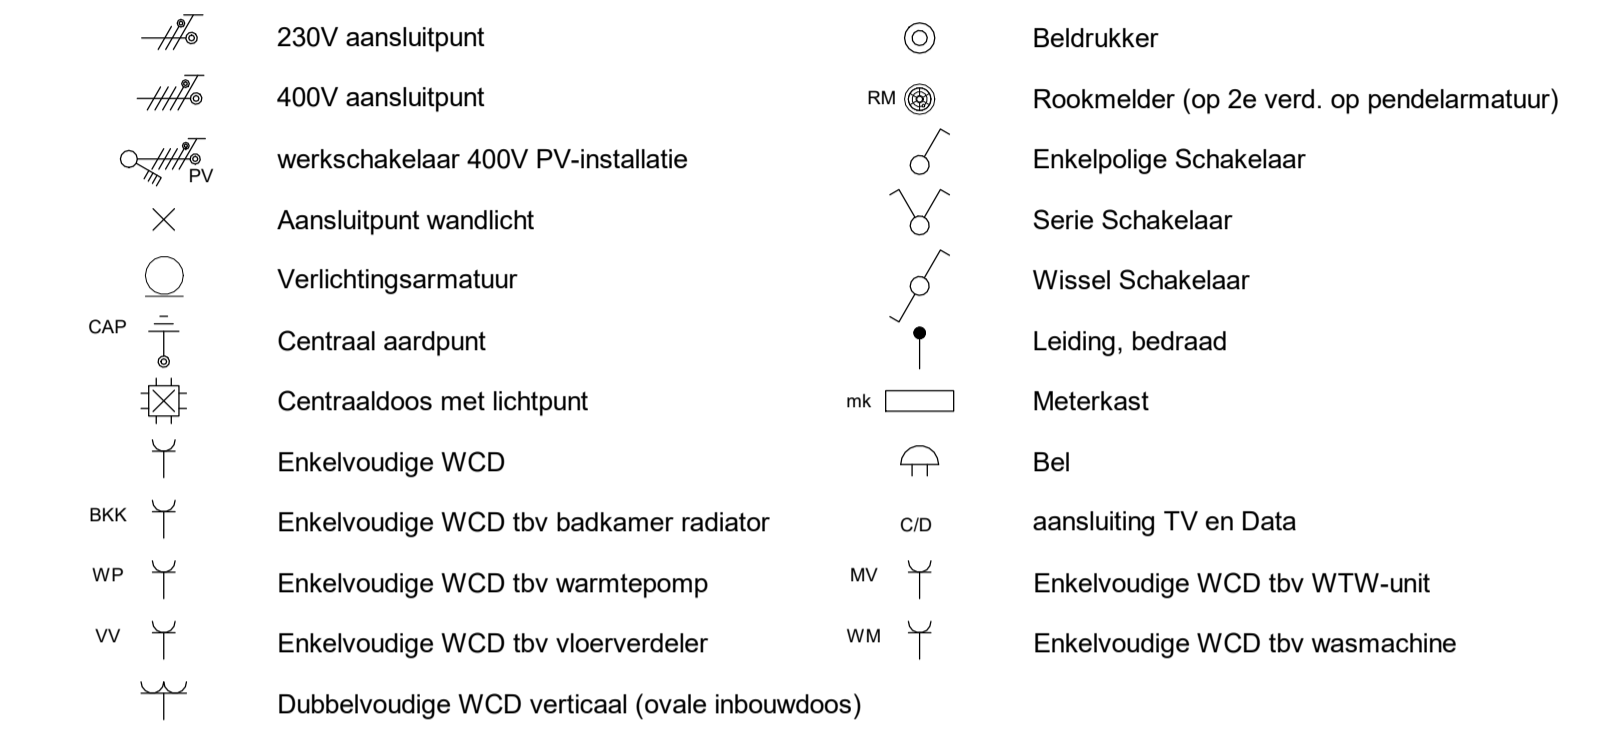 230V aansluitpunt
400V aansluitpunt
werkschakelaar 400V PV-installatie
PV
Aansluitpunt wandlicht
Verlichtingsarmatuur
CAP
Centraal aardpunt
Centraaldoos met lichtpunt
Enkelvoudige WCD
BKK Enkelvoudige WCD tbv badkamer radiator
WP Enkelvoudige WCD tbv warmtepomp
VV Enkelvoudige WCD tbv vloerverdeler
Dubbelvoudige WCD verticaal (ovale inbouwdoos)
Beldrukker
RM Rookmelder (op 2e verd. op pendelarmatuur)
Enkelpolige Schakelaar
Serie Schakelaar
Wissel Schakelaar
Leiding, bedraad
mk Meterkast
Bel
C/D aansluiting TV en Data
MV Enkelvoudige WCD tbv WTW-unit
WM Enkelvoudige WCD tbv wasmachine